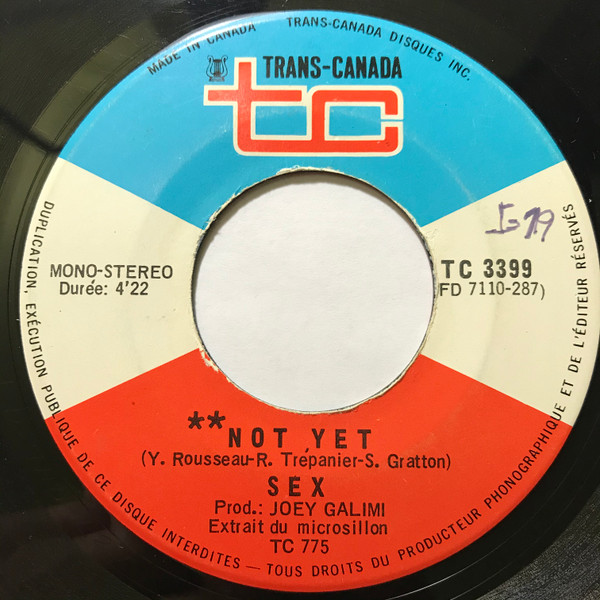 MADE IN CANADA
TRANS-CANADA DISQUES INC.
TRANS-CANADA
tc
MONO-STEREO
Durée: 4'22
TC 3399
FD 7110-287)
**NOT YET
(Y. Rousseau-R. Trépanier-S. Gratton)
SEX
Prod.: JOEY GALIMI
Extrait du microsillon
TC 775
DUPLICATION, EXÉCUTION PUBLIQUE DE CE DISQUE INTERDITES — TOUS DROITS DU PRODUCTEUR PHONOGRAPHIQUE ET DE L'ÉDITEUR RÉSERVÉS